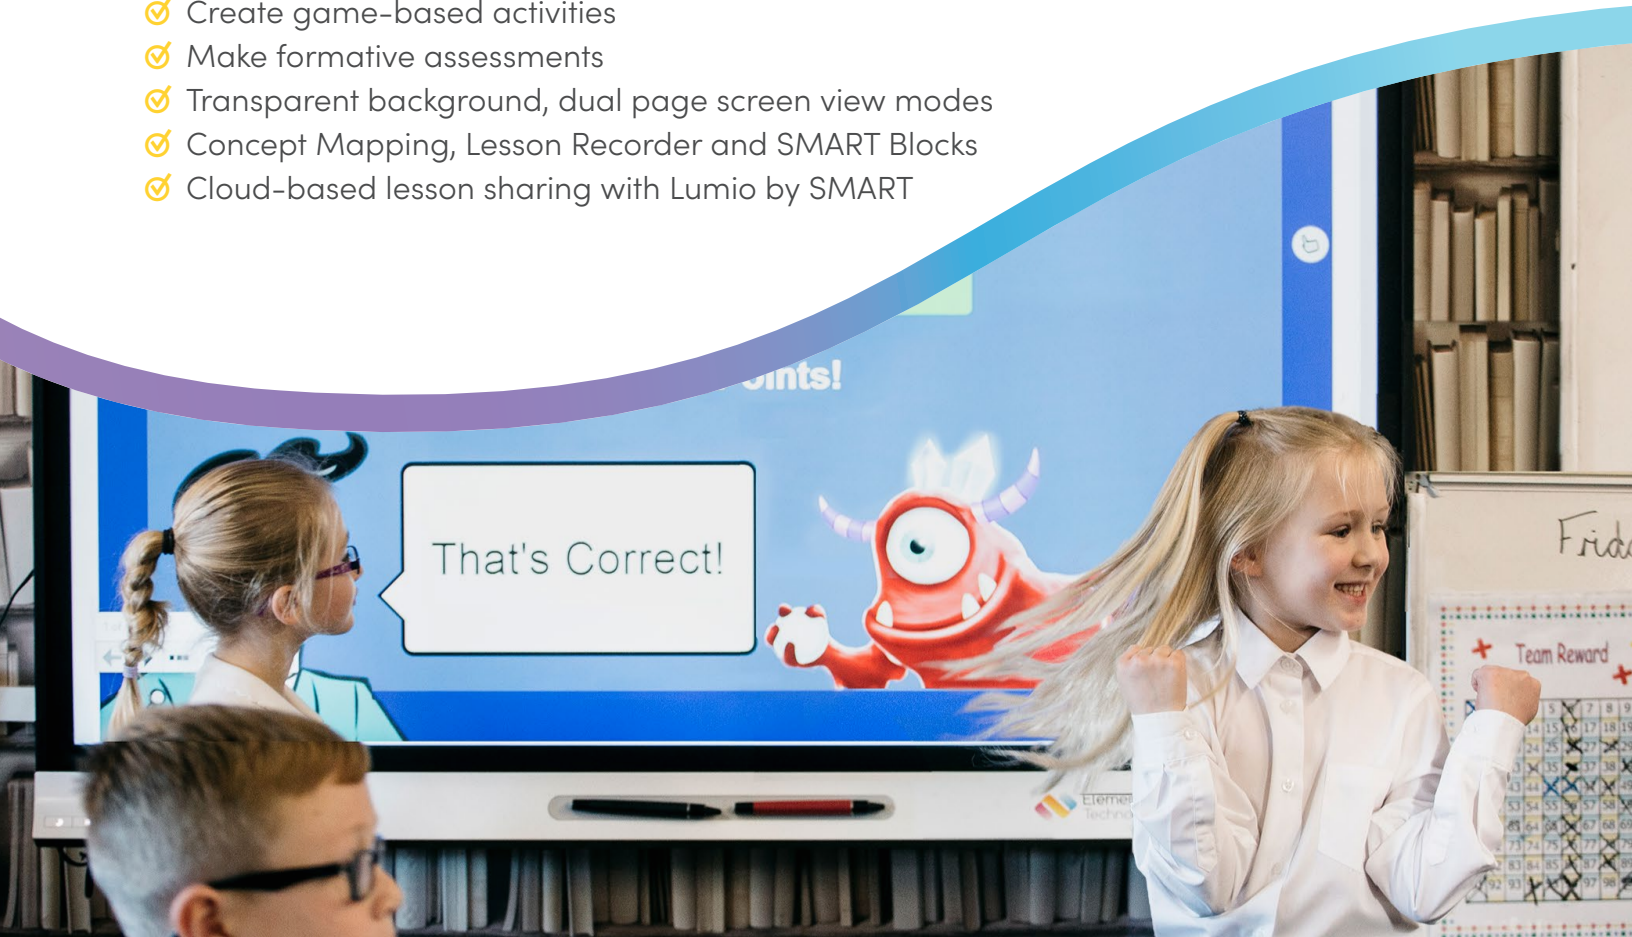 Create game-based activities
Make formative assessments
Transparent background, dual page screen view modes
Concept Mapping, Lesson Recorder and SMART Blocks
Cloud-based lesson sharing with Lumio by SMART
That's Correct!
Team Reward